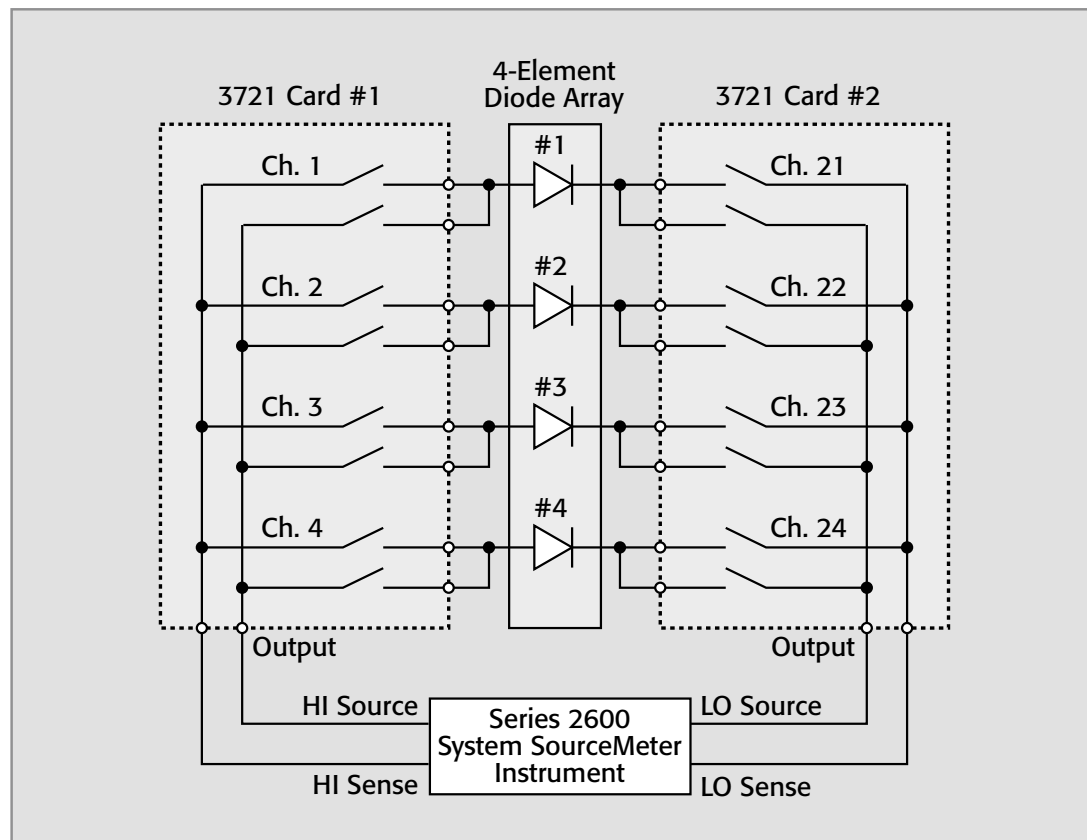 4-Element
Diode Array
3721 Card #1
3721 Card #2
#1
Ch. 1
Ch. 21
#2
Ch. 2
Ch. 22
#3
Ch. 3
Ch. 23
#4
Ch. 4
Ch. 24
Output
Output
HI Source
Series 2600
System SourceMeter
Instrument
LO Source
HI Sense
LO Sense